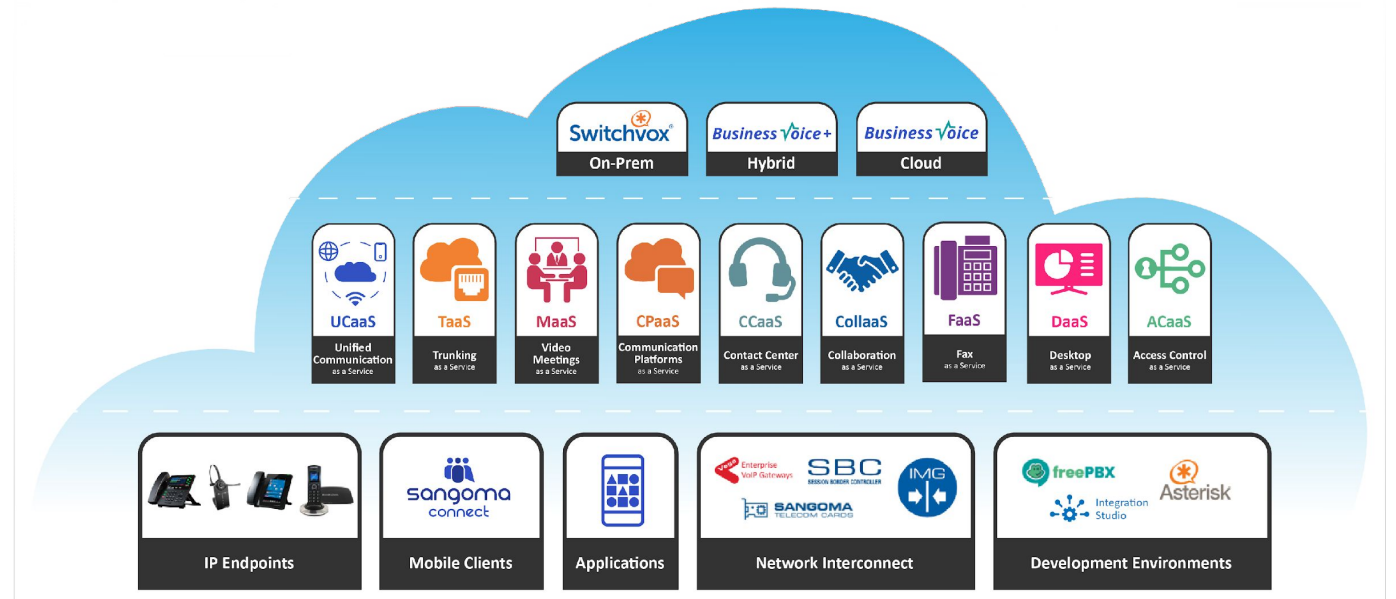 Switchvox®
On-Prem
Business Voice+
Hybrid
Business Voice
Cloud
UCaaS
Unified
Communication
as a Service
TaaS
Trunking
as a Service
MaaS
Video
Meetings
as a Service
CPaaS
Communication
Platforms
as a Service
CCaaS
Contact Center
as a Service
CollaaS
Collaboration
as a Service
FaaS
Fax
as a Service
DaaS
Desktop
as a Service
ACaaS
Access Control
as a Service
IP Endpoints
sangoma
connect
Mobile Clients
Applications
Vega
Enterprise
VoIP Gateways
SBC
SESSION BORDER CONTROLLER
SANGOMA
TELECOM CARDS
IMG
Network Interconnect
freePBX
Integration
Studio
Asterisk
Development Environments